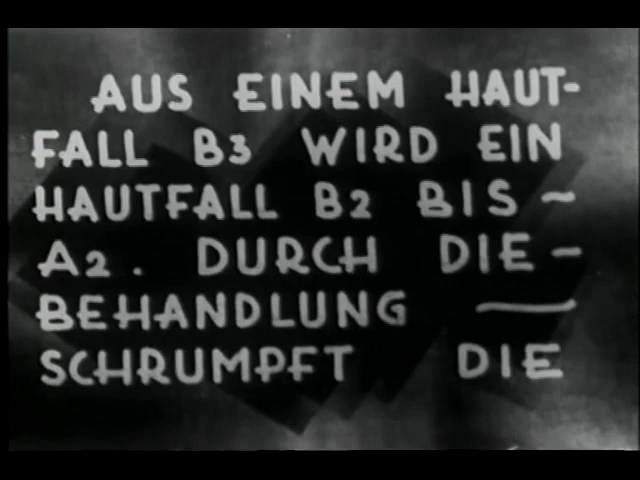 AUS EINEM HAUT-
FALL B3 WIRD EIN
HAUTFALL B2 BIS -
A2. DURCH DIE -
BEHANDLUNG —
SCHRUMPFT DIE